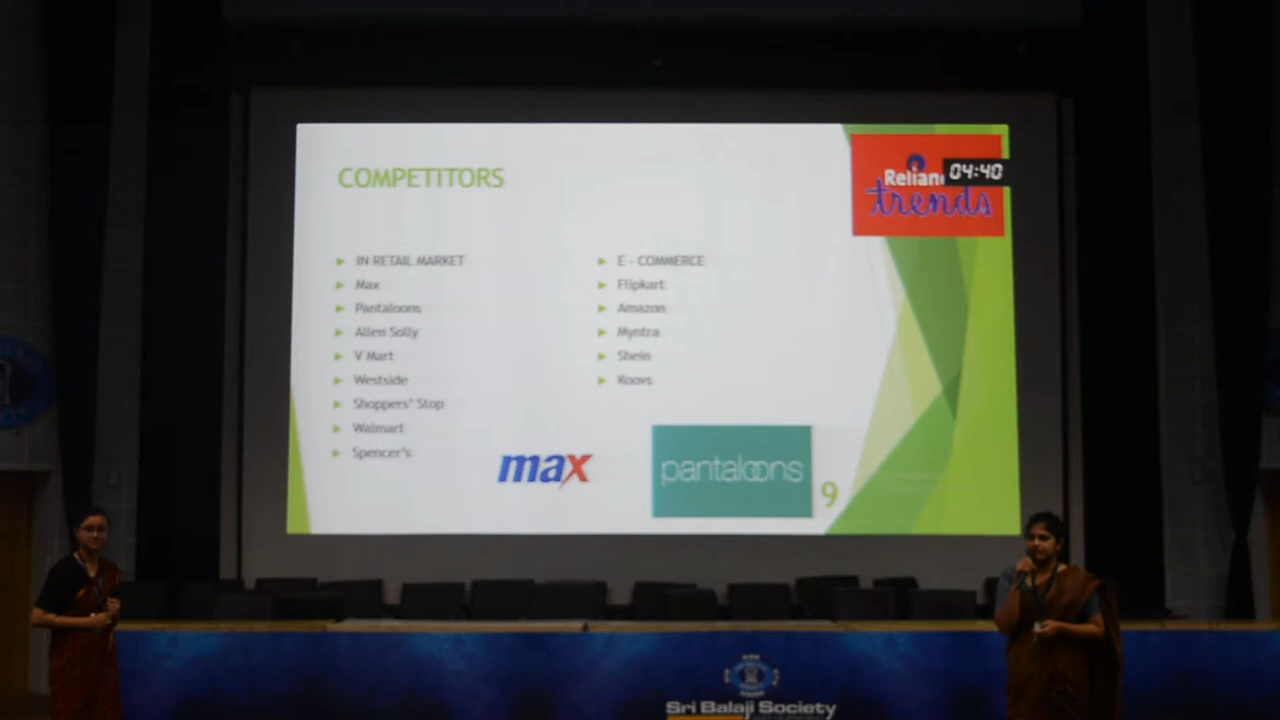 COMPETITORS
Relian
04:40
trends
IN RETAIL MARKET
Max
Pantaloons
Allen Solly
V Mart
Westside
Shoppers' Stop
Walmart
Spencer's
E - COMMERCE
Flipkart
Amazon
Myntra
Shein
Koovs
max
pantaloons
9
Sri Balaji Society